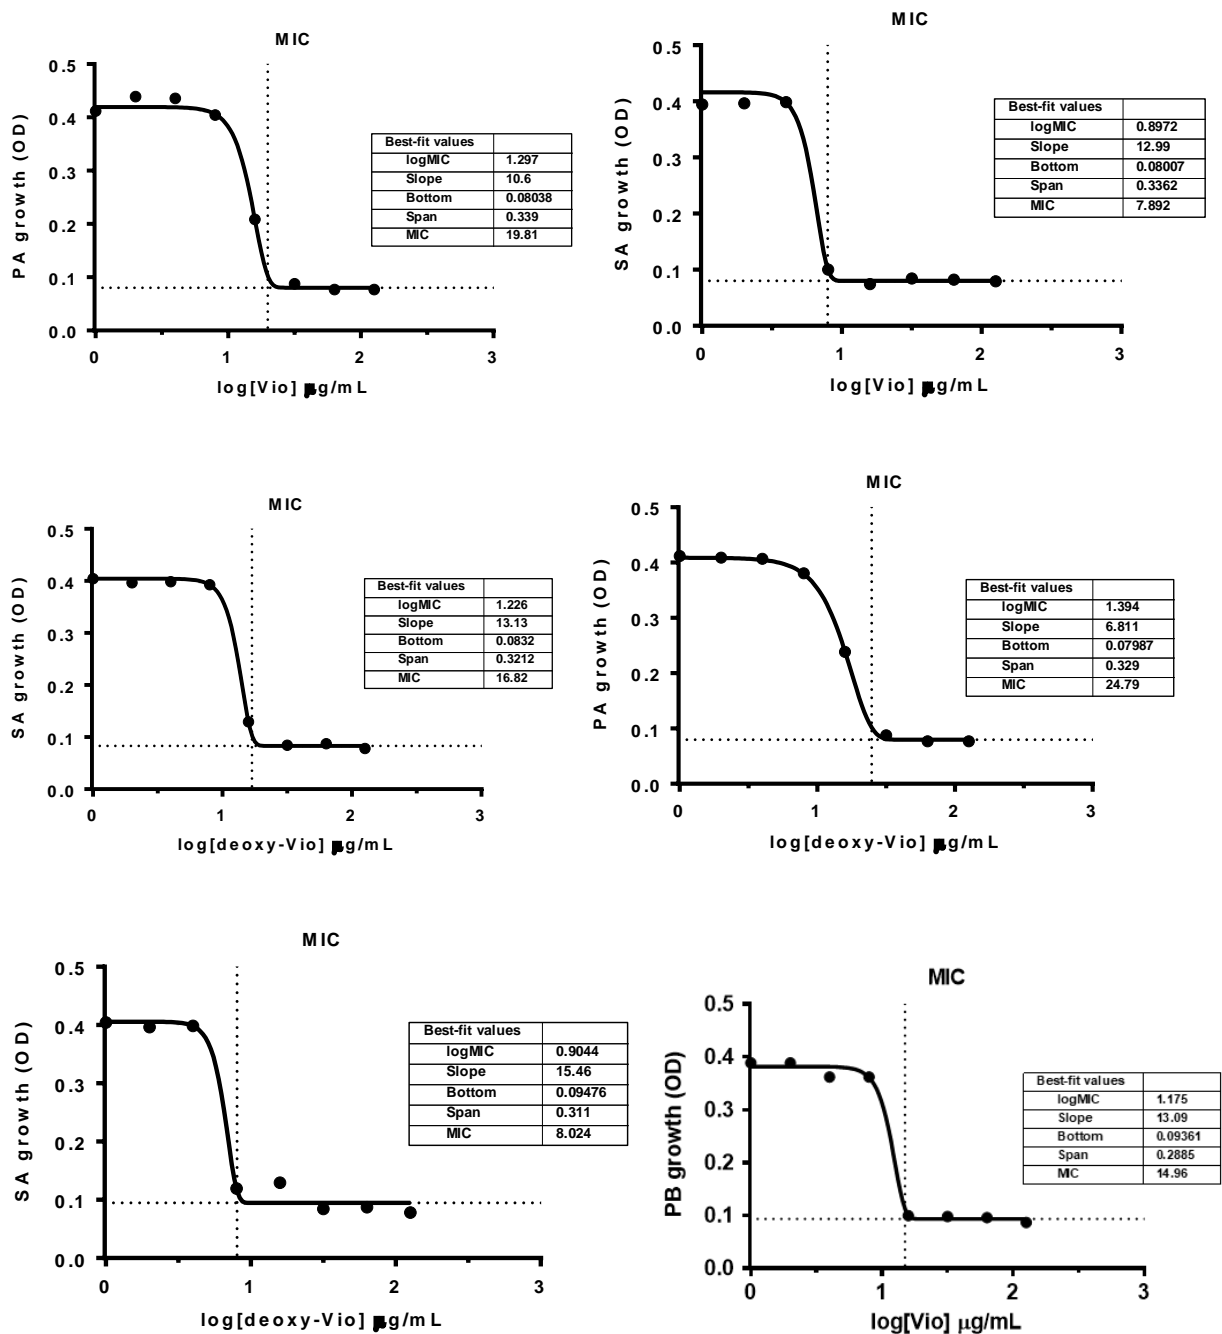 MIC
0.5
0.4
0.3
0.2
0.1
0.0
PA growth (OD)
0 1 2 3
log[Vio] μg/mL
Best-fit values
logMIC 1.297
Slope 10.6
Bottom 0.08038
Span 0.339
MIC 19.81
MIC
0.5
0.4
0.3
0.2
0.1
0.0
SA growth (OD)
0 1 2 3
log[Vio] μg/mL
Best-fit values
logMIC 0.8972
Slope 12.99
Bottom 0.08007
Span 0.3362
MIC 7.892
MIC
0.5
0.4
0.3
0.2
0.1
0.0
SA growth (OD)
0 1 2 3
log[deoxy-Vio] μg/mL
Best-fit values
logMIC 1.226
Slope 13.13
Bottom 0.0832
Span 0.3212
MIC 16.82
MIC
0.5
0.4
0.3
0.2
0.1
0.0
PA growth (OD)
0 1 2 3
log[deoxy-Vio] μg/mL
Best-fit values
logMIC 1.394
Slope 6.811
Bottom 0.07987
Span 0.329
MIC 24.79
MIC
0.5
0.4
0.3
0.2
0.1
0.0
SA growth (OD)
0 1 2 3
log[deoxy-Vio] μg/mL
Best-fit values
logMIC 0.9044
Slope 15.46
Bottom 0.09476
Span 0.311
MIC 8.024
MIC
0.5
0.4
0.3
0.2
0.1
0.0
PB growth (OD)
0 1 2 3
log[Vio] μg/mL
Best-fit values
logMIC 1.175
Slope 13.09
Bottom 0.09361
Span 0.2885
MIC 14.96